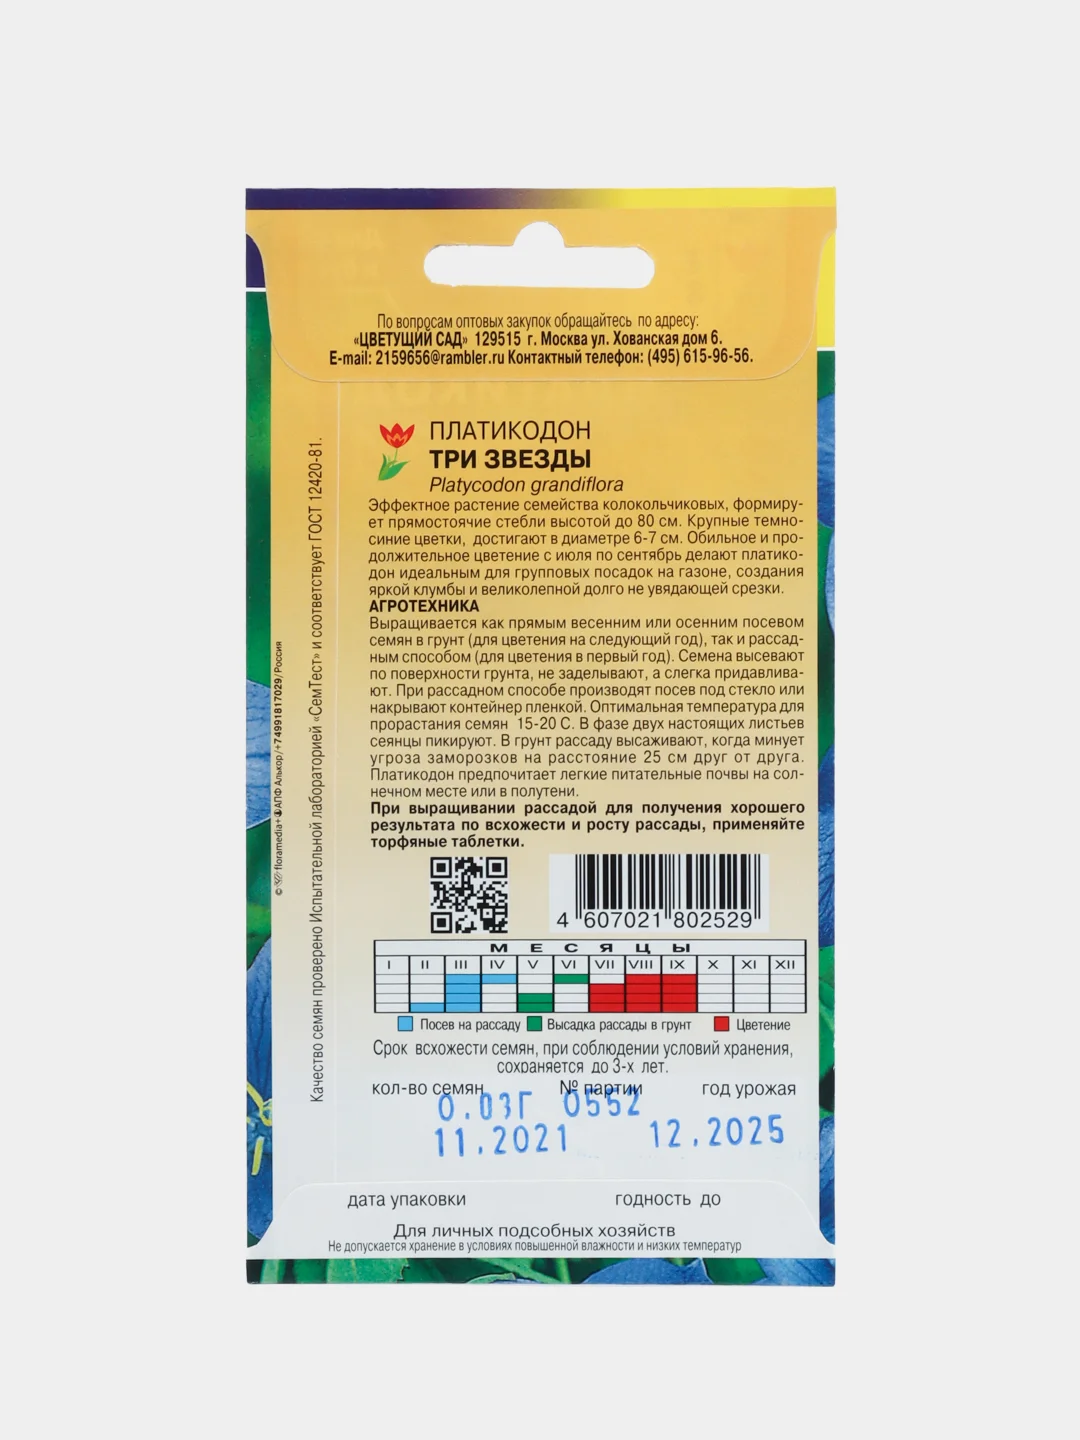 По вопросам оптовых закупок обращайтесь по адресу:
«ЦВЕТУЩИЙ САД» 129515 г. Москва ул. Хованская дом 6.
E-mail: 2159656@rambler.ru Контактный телефон: (495) 615-96-56.
ПЛАТИКОДОН
ТРИ ЗВЕЗДЫ
Platycodon grandiflora
Эффектное растение семейства колокольчиковых, формиру-
ет прямостоячие стебли высотой до 80 см. Крупные темно-
синие цветки, достигают в диаметре 6-7 см. Обильное и про-
должительное цветение с июля по сентябрь делают платико-
дон идеальным для групповых посадок на газоне, создания
яркой клумбы и великолепной долго не увядающей срезки.
АГРОТЕХНИКА
Выращивается как прямым весенним или осенним посевом
семян в грунт (для цветения на следующий год), так и рассад-
ным способом (для цветения в первый год). Семена высевают
по поверхности грунта, не заделывают, а слегка придавлива-
ют. При рассадном способе производят посев под стекло или
накрывают контейнер пленкой. Оптимальная температура для
прорастания семян 15-20 С. В фазе двух настоящих листьев
сеянцы пикируют. В грунт рассаду высаживают, когда минует
угроза заморозков на расстояние 25 см друг от друга.
Платикодон предпочитает легкие питательные почвы на сол-
нечном месте или в полутени.
При выращивании рассадой для получения хорошего
результата по всхожести и росту рассады, применяйте
торфяные таблетки.
4 607021 802529
МЕСЯЦЫ
I II III IV V VI VII VIII IX X XI XII
Посев на рассаду Высадка рассады в грунт Цветение
Срок всхожести семян, при соблюдении условий хранения,
сохраняется до 3-х лет.
кол-во семян № партии год урожая
0.03Г 0552
11.2021 12.2025
дата упаковки годность до
Для личных подсобных хозяйств
Не допускается хранение в условиях повышенной влажности и низких температур
Качество семян проверено Испытательной лабораторией «СемТест» и соответствует ГОСТ 12420-81.
floramedia+ АПФ Алькор/+74991817029/Россия